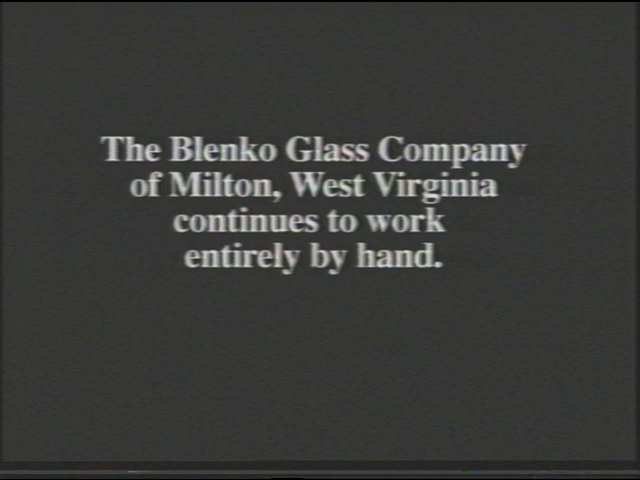 The Blenko Glass Company
of Milton, West Virginia
continues to work
entirely by hand.